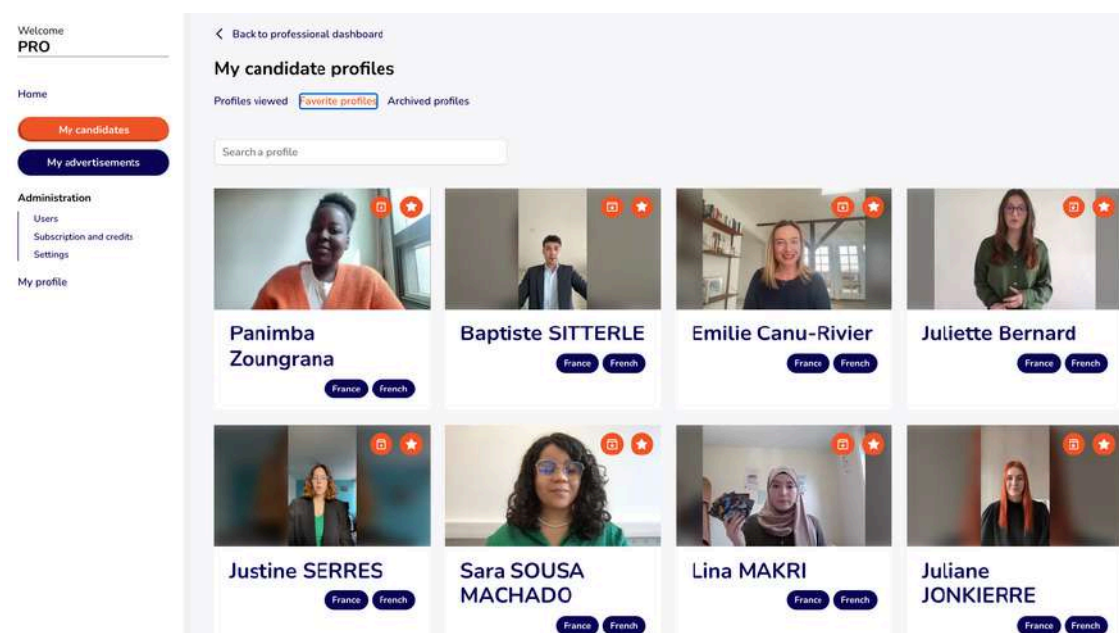 Welcome
PRO
Home
My candidates
My advertisements
Administration
Users
Subscription and credits
Settings
My profile
Back to professional dashboard
My candidate profiles
Profiles viewed Favorite profiles Archived profiles
Search a profile
Panimba
Zoungrana
France French
Baptiste SITTERLE
France French
Emilie Canu-Rivier
France French
Juliette Bernard
France French
Justine SERRES
France French
Sara SOUSA
MACHADO
France French
Lina MAKRI
France French
Juliane
JONKIERRE
France French